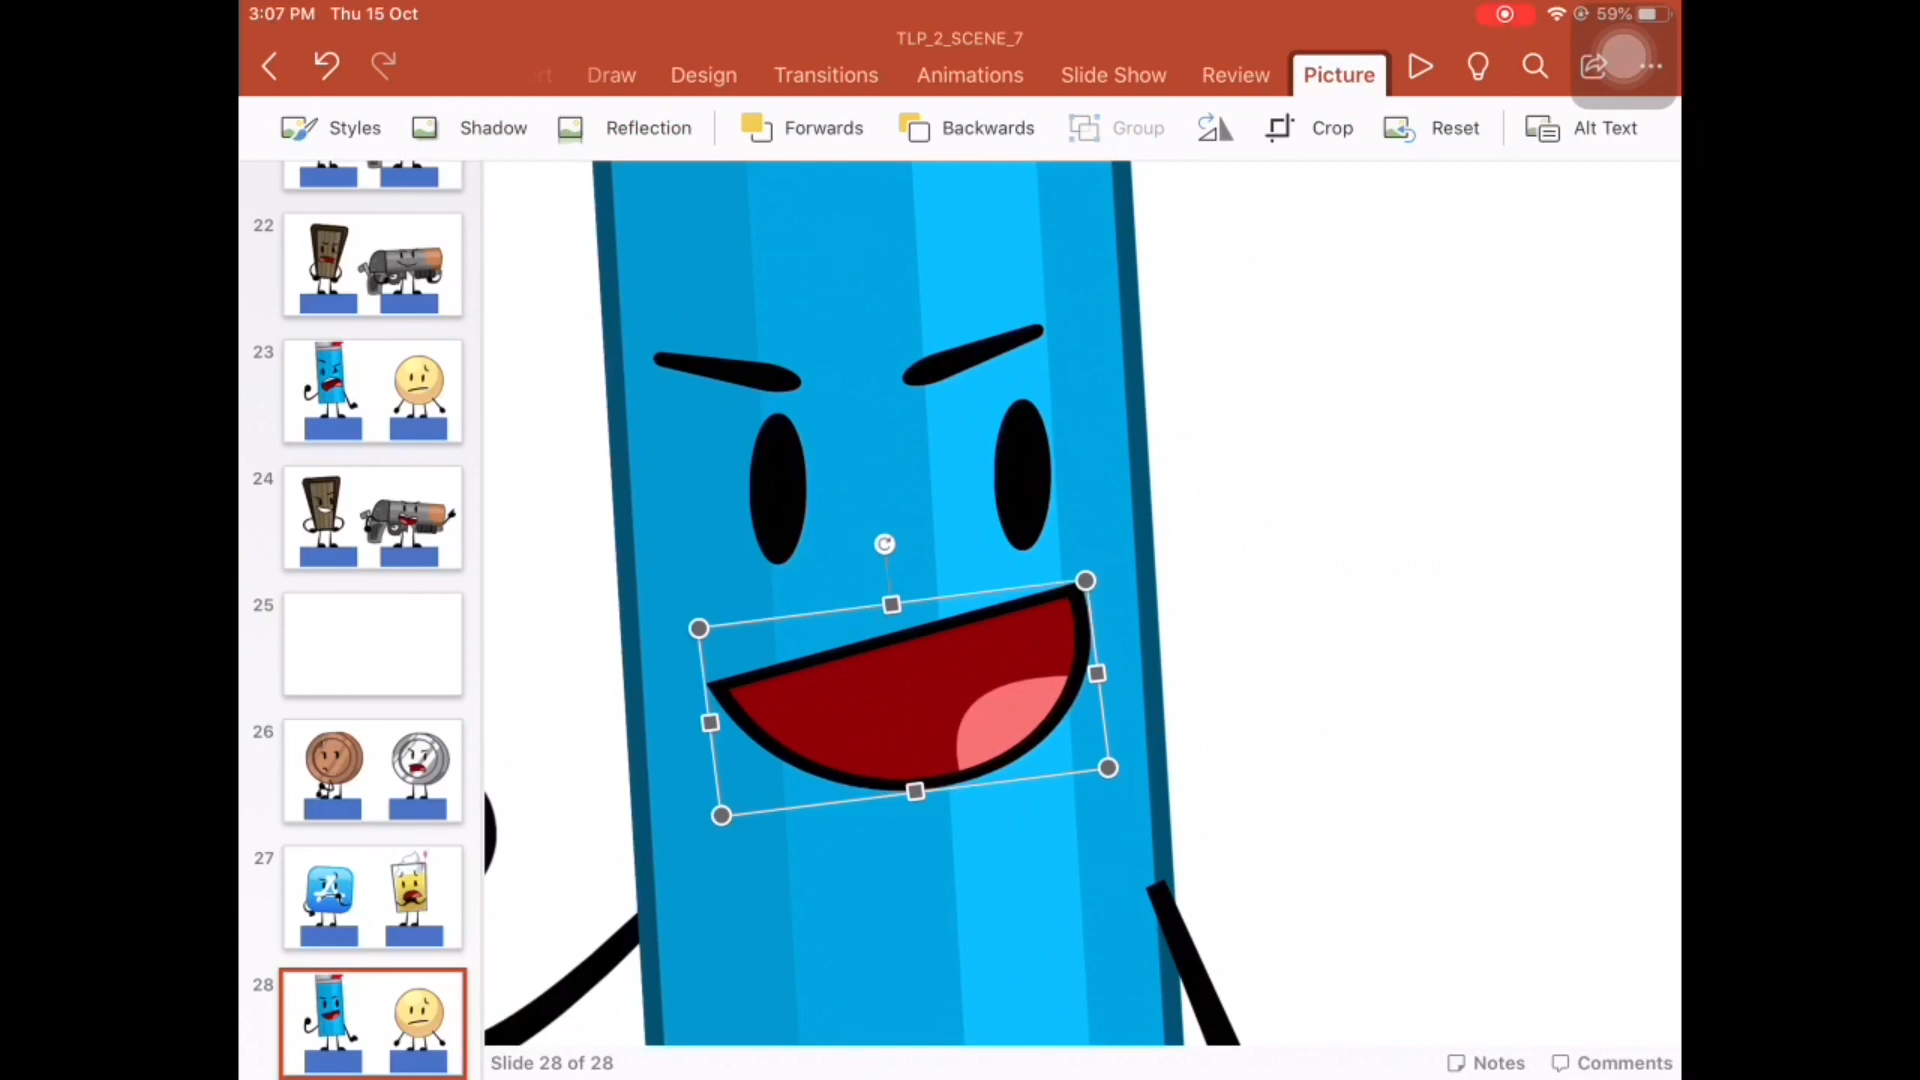 3:07 PM Thu 15 Oct
59%
TLP_2_SCENE_7
Draw Design Transitions Animations Slide Show Review Picture
Styles Shadow Reflection Forwards Backwards Group Crop Reset Alt Text
22
23
24
25
26
27
28
Slide 28 of 28
Notes Comments